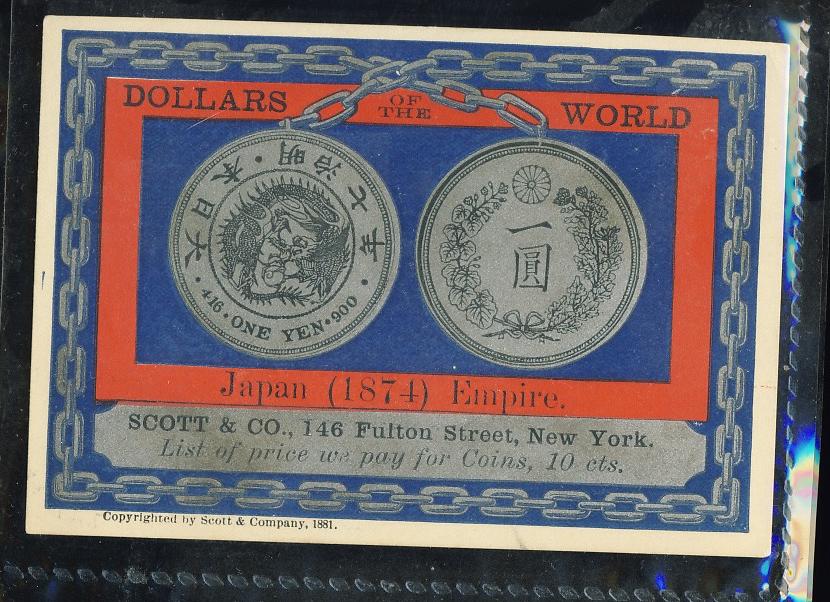 DOLLARS OF THE WORLD
大日本・明治七年
・416・ONE YEN・900・
一圓
Japan (1874) Empire.
SCOTT & CO., 146 Fulton Street, New York.
List of price we pay for Coins, 10 cts.
Copyrighted by Scott & Company, 1881.